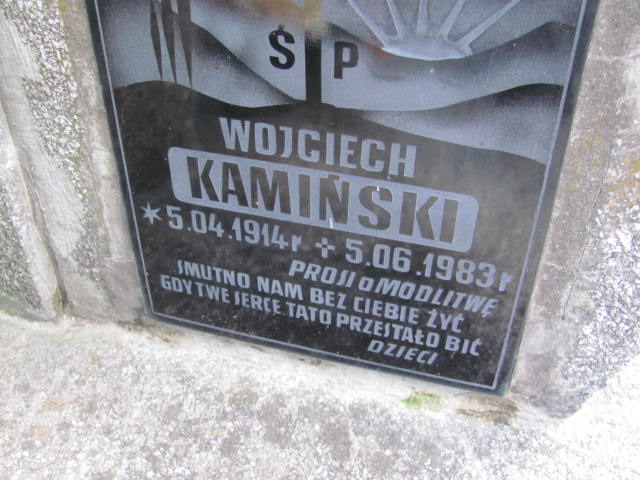 Ś P
WOJCIECH
KAMIŃSKI
* 5.04.1914r + 5.06.1983r
PROSI O MODLITWĘ
SMUTNO NAM BEZ CIEBIE ŻYĆ
GDY TWE SERCE TATO PRZESTAŁO BIĆ
DZIECI